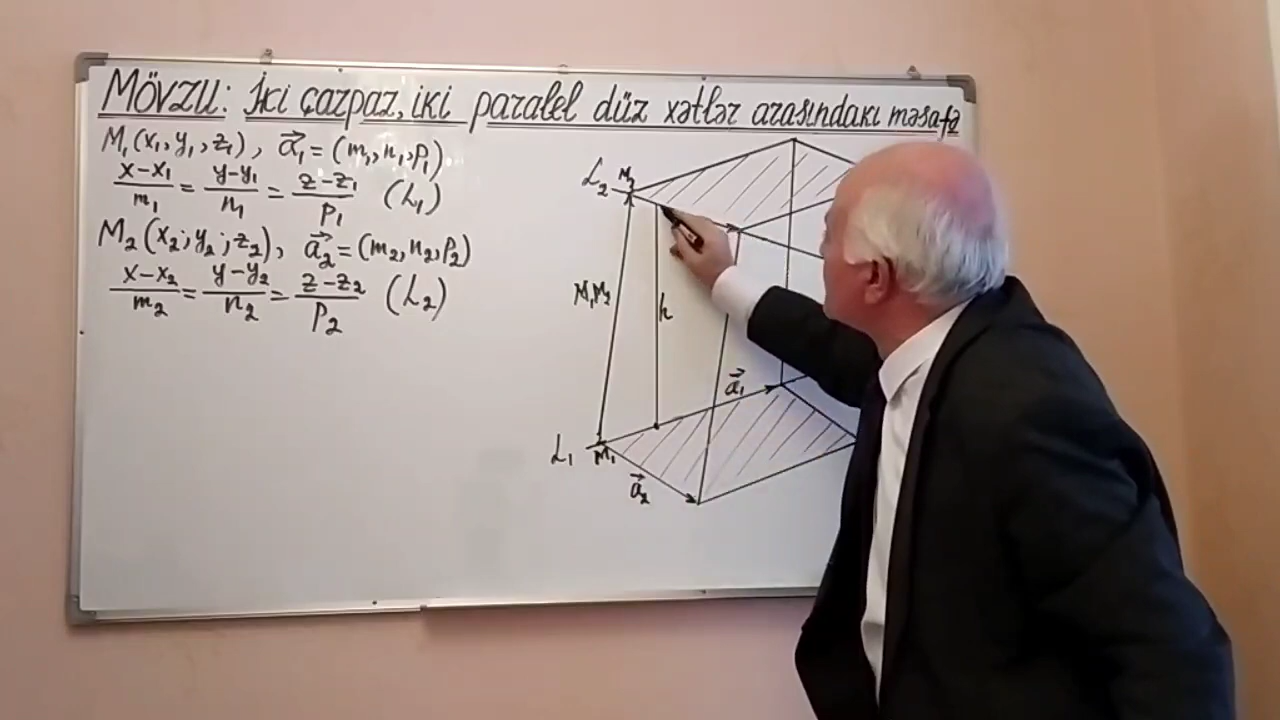 MÖVZU: İki çarpaz, iki paralel düz xətlər arasındakı məsafə
M₁(x₁, y₁, z₁), a⃗₁ = (m₁, n₁, p₁)
x-x₁/m₁ = y-y₁/n₁ = z-z₁/p₁ (L₁)
M₂(x₂; y₂; z₂), a⃗₂ = (m₂, n₂, p₂)
x-x₂/m₂ = y-y₂/n₂ = z-z₂/p₂ (L₂)
L₂ M₂
M₁M₂ h
a⃗₁
L₁ M₁
a⃗₂